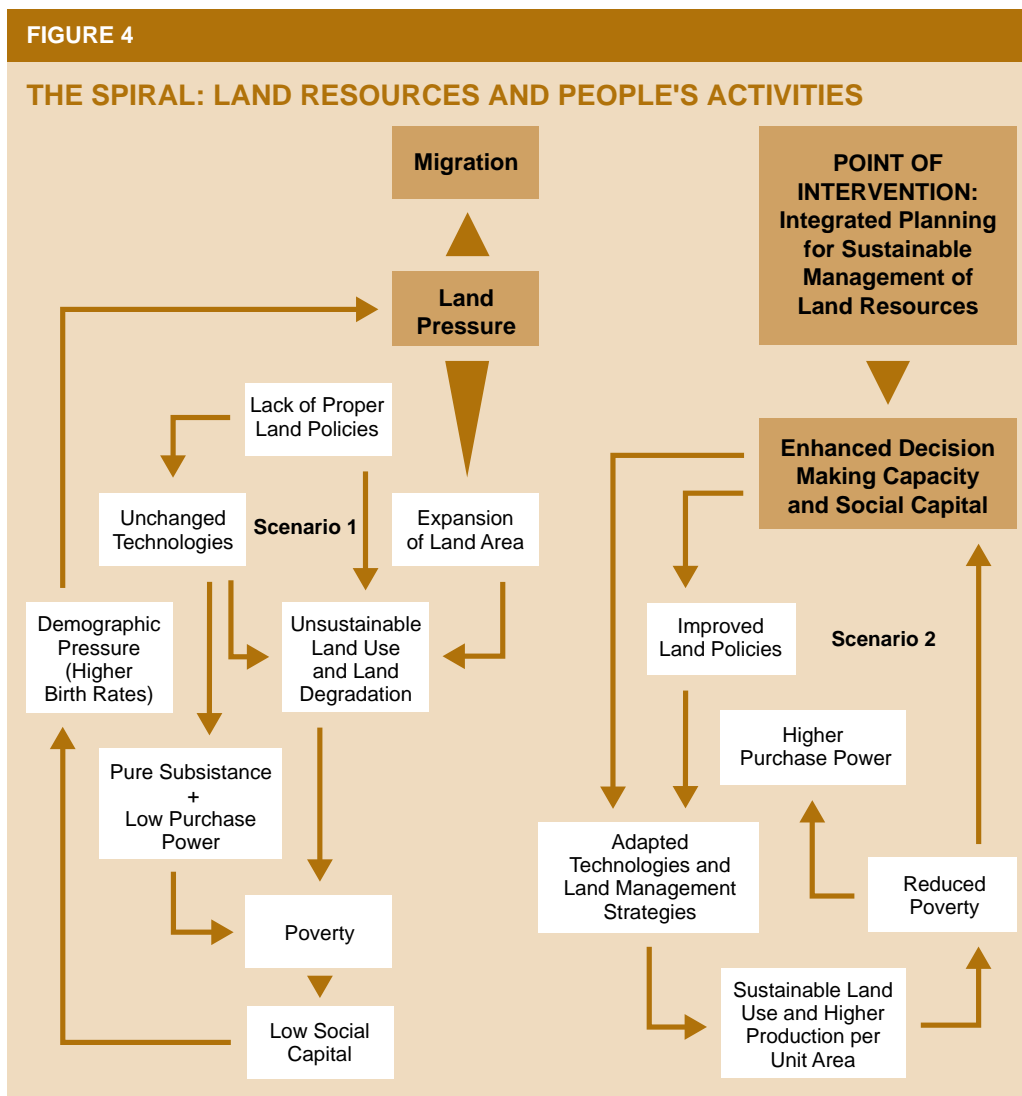 FIGURE 4
THE SPIRAL: LAND RESOURCES AND PEOPLE'S ACTIVITIES
Migration
Land
Pressure
Lack of Proper
Land Policies
Unchanged
Technologies
Scenario 1
Expansion
of Land Area
Demographic
Pressure
(Higher
Birth Rates)
Unsustainable
Land Use
and Land
Degradation
Pure Subsistance
+
Low Purchase
Power
Poverty
Low Social
Capital
POINT OF
INTERVENTION:
Integrated Planning
for Sustainable
Management of
Land Resources
Enhanced Decision
Making Capacity
and Social Capital
Improved
Land Policies
Scenario 2
Higher
Purchase Power
Adapted
Technologies and
Land Management
Strategies
Reduced
Poverty
Sustainable Land
Use and Higher
Production per
Unit Area